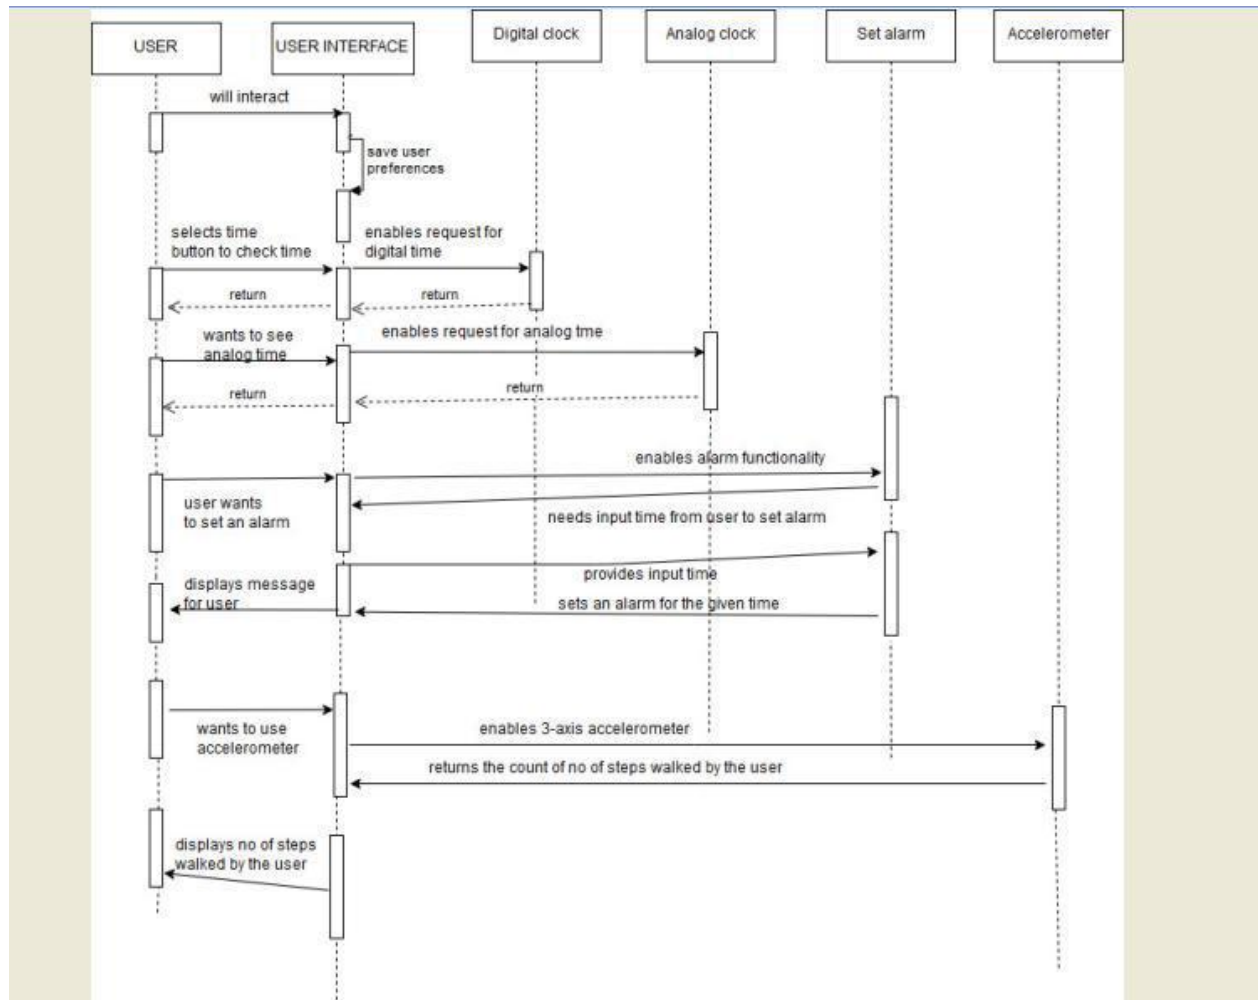 USER
USER INTERFACE
Digital clock
Analog clock
Set alarm
Accelerometer
will interact
save user
preferences
selects time
button to check time
enables request for
digital time
return
return
wants to see
analog time
enables request for analog tme
return
return
enables alarm functionality
user wants
to set an alarm
needs input time from user to set alarm
provides input time
displays message
for user
sets an alarm for the given time
wants to use
accelerometer
enables 3-axis accelerometer
returns the count of no of steps walked by the user
displays no of steps
walked by the user